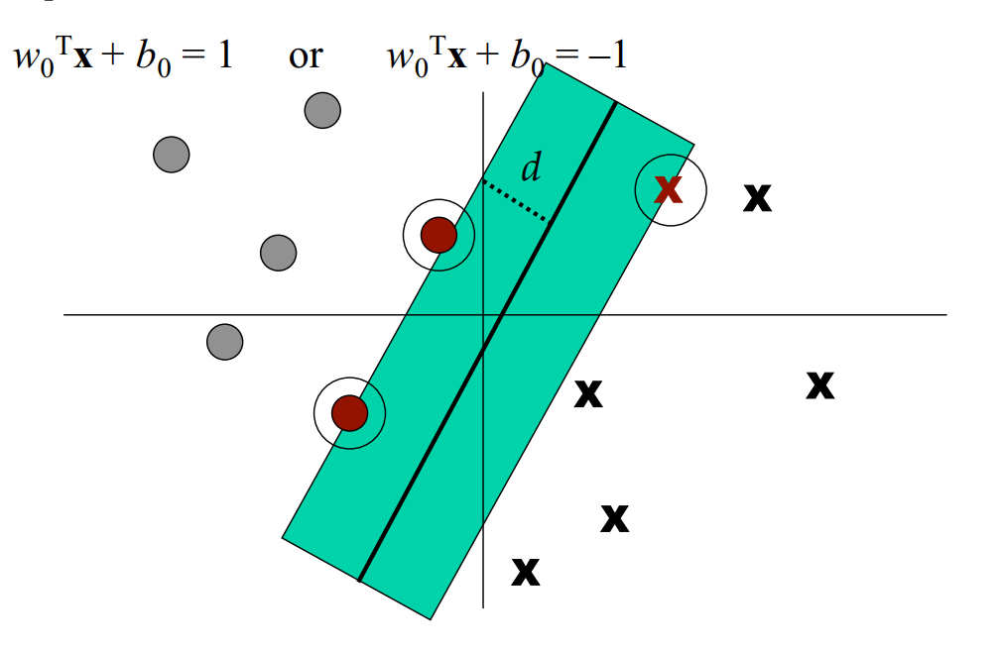 w₀ᵀx + b₀ = 1 or w₀ᵀx + b₀ = –1
d
x x
x x
x
x